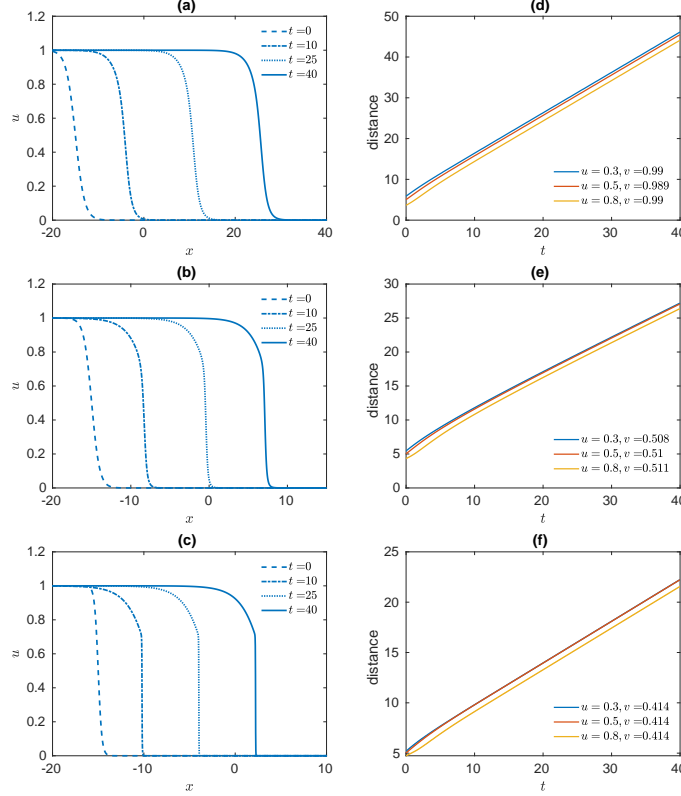 (a)
1.2
1
0.8
0.6
0.4
0.2
0
u
-20
0
20
40
x
t =0
t =10
t =25
t =40
(d)
50
40
30
20
10
0
distance
0
10
20
30
40
t
u = 0.3, v =0.99
u = 0.5, v =0.989
u = 0.8, v =0.99
(b)
1.2
1
0.8
0.6
0.4
0.2
0
u
-20
-10
0
10
x
t =0
t =10
t =25
t =40
(e)
30
25
20
15
10
5
0
distance
0
10
20
30
40
t
u = 0.3, v =0.508
u = 0.5, v =0.51
u = 0.8, v =0.511
(c)
1.2
1
0.8
0.6
0.4
0.2
0
u
-20
-10
0
10
x
t =0
t =10
t =25
t =40
(f)
25
20
15
10
5
distance
0
10
20
30
40
t
u = 0.3, v =0.414
u = 0.5, v =0.414
u = 0.8, v =0.414